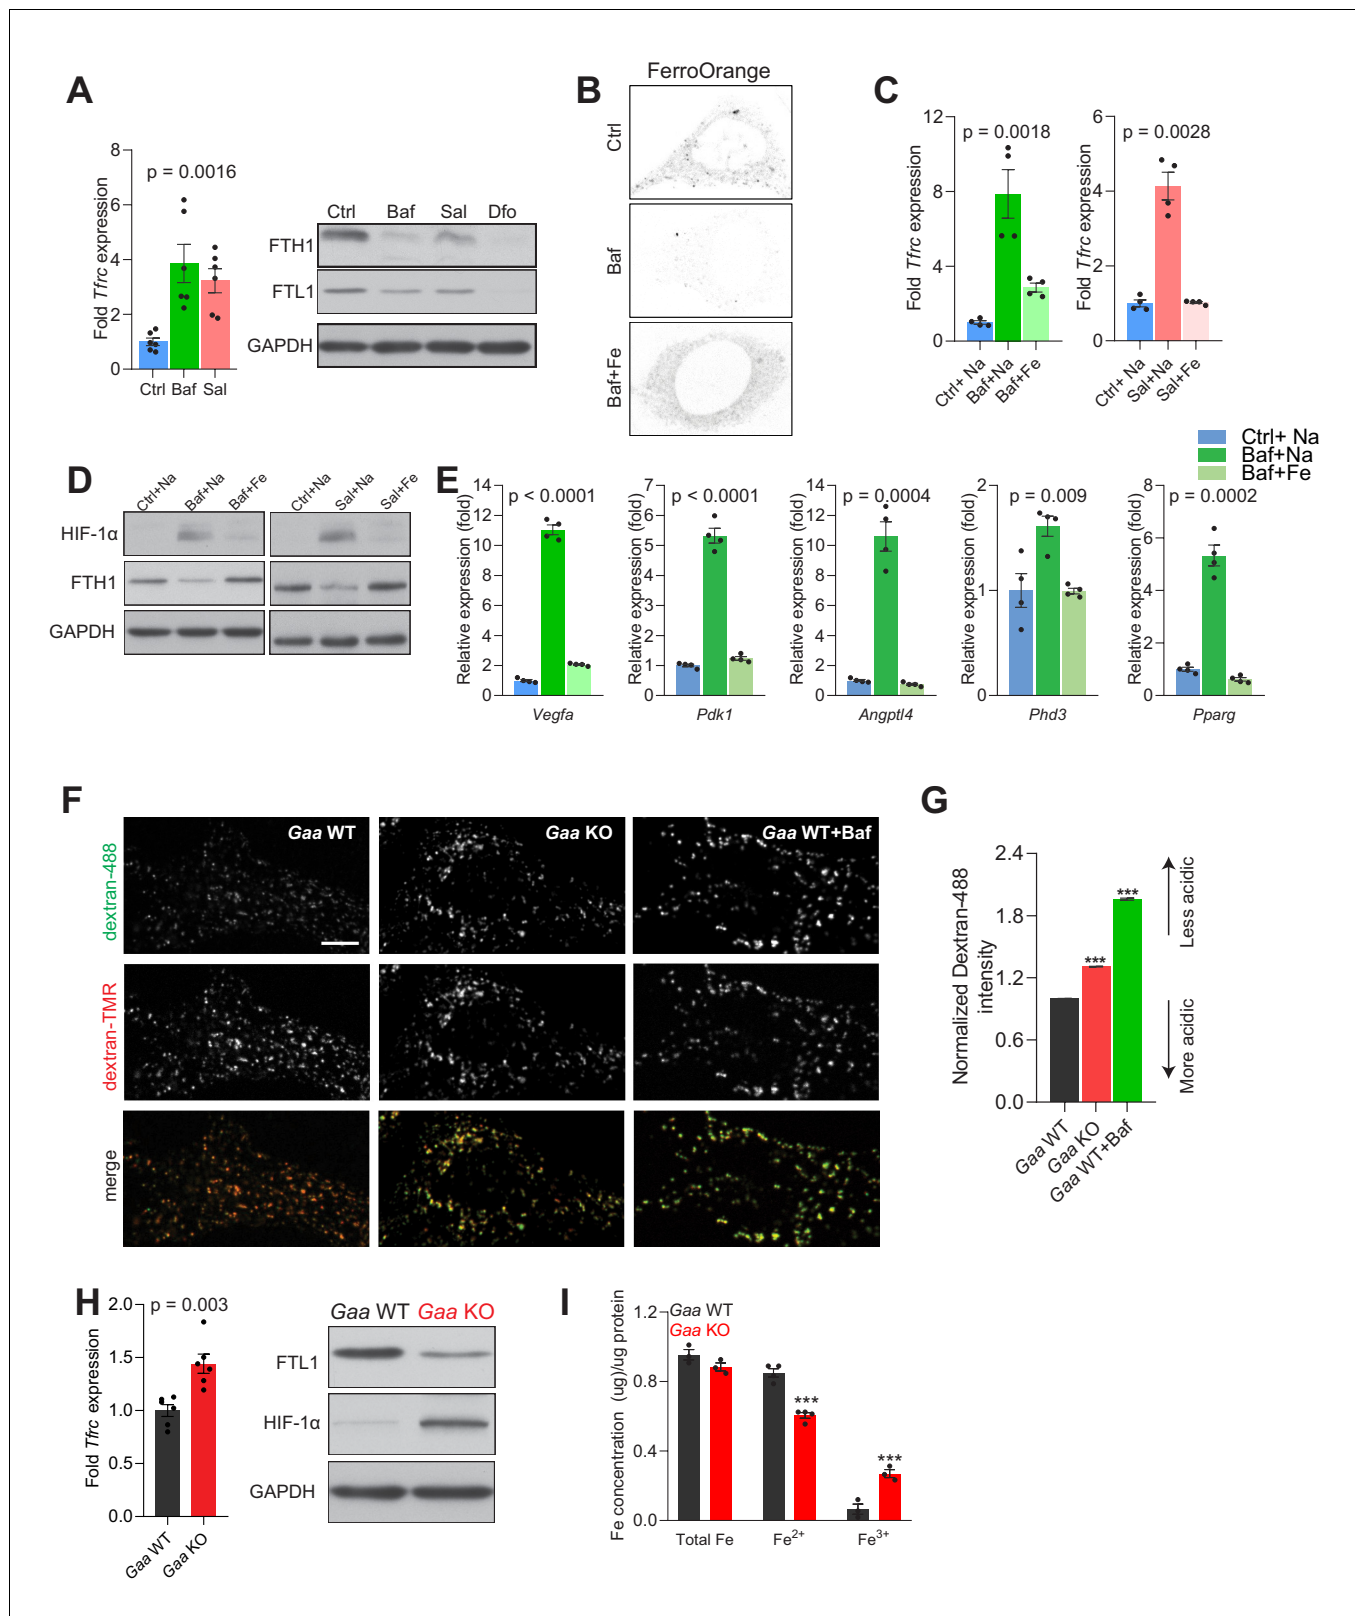 A
Fold Tfrc expression
8
6
4
2
0
p = 0.0016
Ctrl Baf Sal
Ctrl Baf Sal Dfo
FTH1
FTL1
GAPDH
B
FerroOrange
Ctrl
Baf
Baf+Fe
C
Fold Tfrc expression
12
8
4
0
p = 0.0018
Ctrl+ Na
Baf+Na
Baf+Fe
Fold Tfrc expression
6
4
2
0
p = 0.0028
Ctrl+ Na
Sal+Na
Sal+Fe
D
Ctrl+Na
Baf+Na
Baf+Fe
Ctrl+Na
Sal+Na
Sal+Fe
HIF-1α
FTH1
GAPDH
Ctrl+ Na
Baf+Na
Baf+Fe
E
Relative expression (fold)
14
12
10
8
6
4
2
0
p < 0.0001
Vegfa
Relative expression (fold)
7
6
5
4
3
2
1
0
p < 0.0001
Pdk1
Relative expression (fold)
14
12
10
8
6
4
2
0
p = 0.0004
Angptl4
Relative expression (fold)
2
1
0
p = 0.009
Phd3
Relative expression (fold)
8
6
4
2
0
p = 0.0002
Pparg
F
Gaa WT
Gaa KO
Gaa WT+Baf
dextran-488
dextran-TMR
merge
G
Normalized Dextran-488
intensity
2.4
1.8
1.2
0.6
0.0
***
***
Less acidic
More acidic
Gaa WT
Gaa KO
Gaa WT+Baf
H
Fold Tfrc expression
2.0
1.5
1.0
0.5
0.0
p = 0.003
Gaa WT
Gaa KO
Gaa WT Gaa KO
FTL1
HIF-1α
GAPDH
I
Fe concentration (ug)/ug protein
1.2
0.8
0.4
0.0
Gaa WT
Gaa KO
***
***
Total Fe
Fe²⁺
Fe³⁺